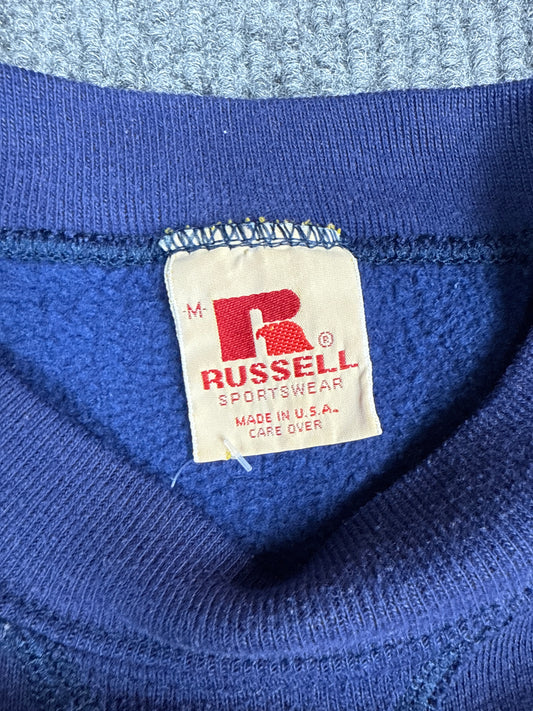 -M-
R ®
RUSSELL
SPORTSWEAR
MADE IN U.S.A.
CARE OVER